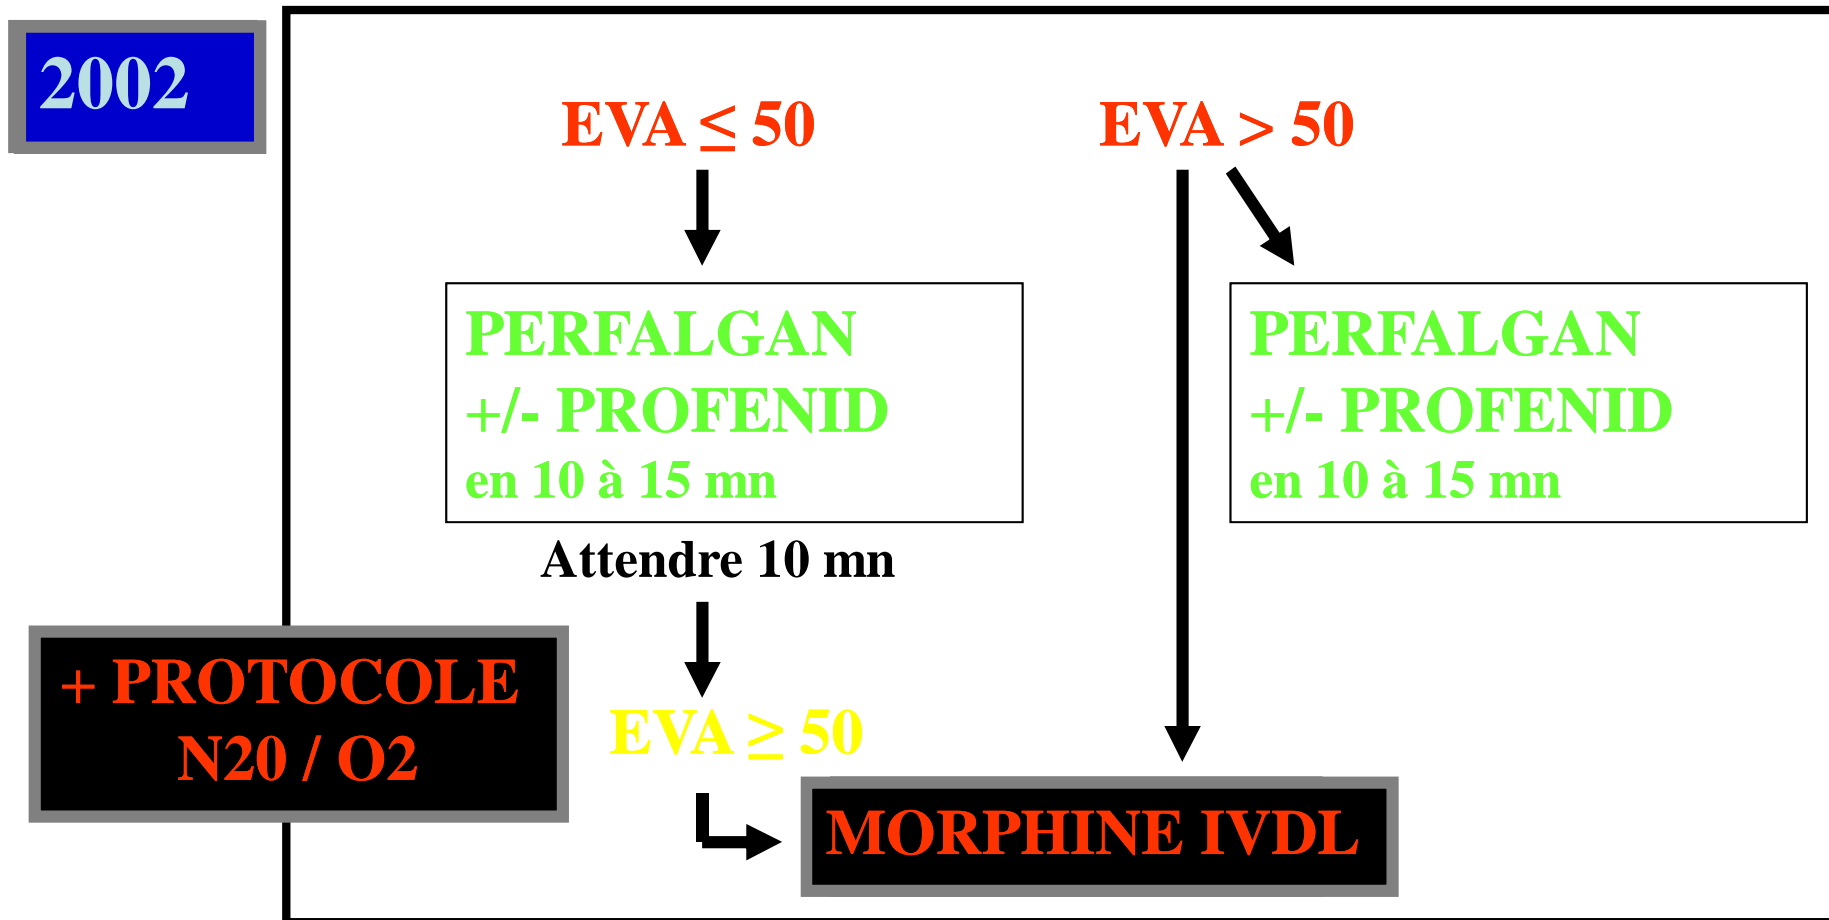 2002
EVA ≤ 50
EVA > 50
PERFALGAN
+/- PROFENID
en 10 à 15 mn
PERFALGAN
+/- PROFENID
en 10 à 15 mn
Attendre 10 mn
+ PROTOCOLE
N20 / O2
EVA ≥ 50
MORPHINE IVDL